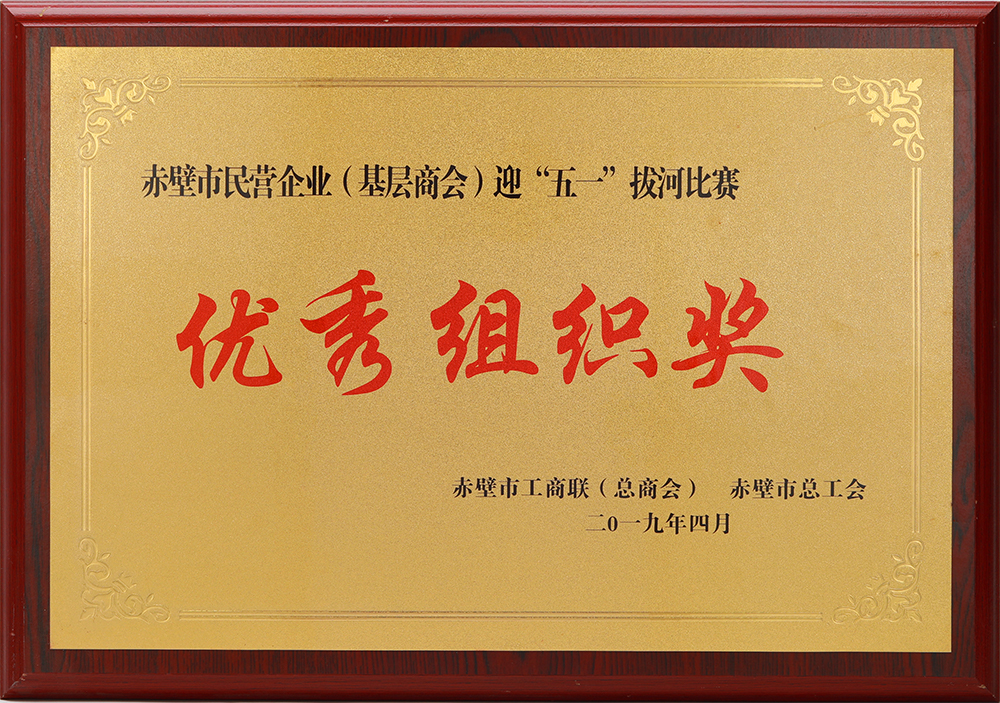 赤壁市民营企业（基层商会）迎“五一”拔河比赛
优秀组织奖
赤壁市工商联（总商会） 赤壁市总工会
二0一九年四月